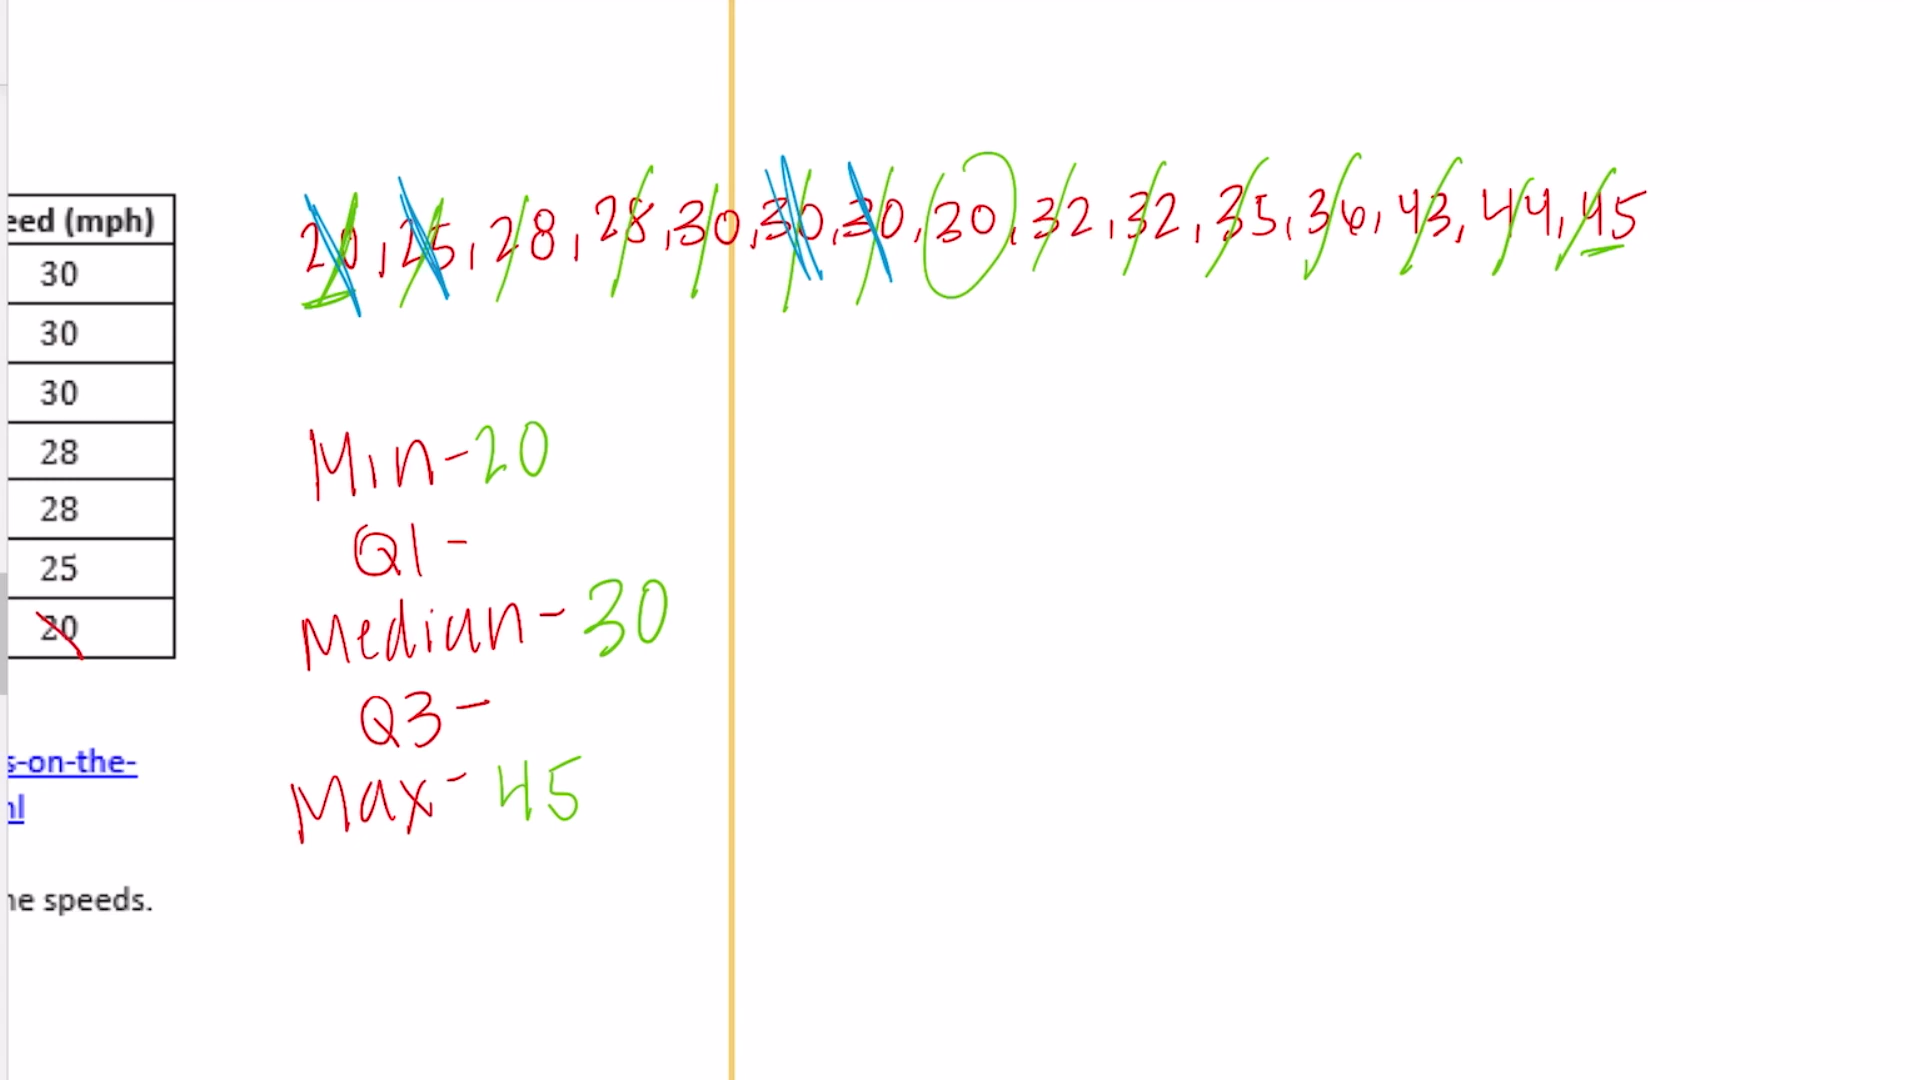 20, 25, 28, 28, 30, 30, 30, 30, 32, 32, 35, 36, 43, 44, 45
eed (mph)
30
30
30
28
28
25
20
s-on-the-
nl
ne speeds.
Min-20
Q1-
Median-30
Q3-
Max-45